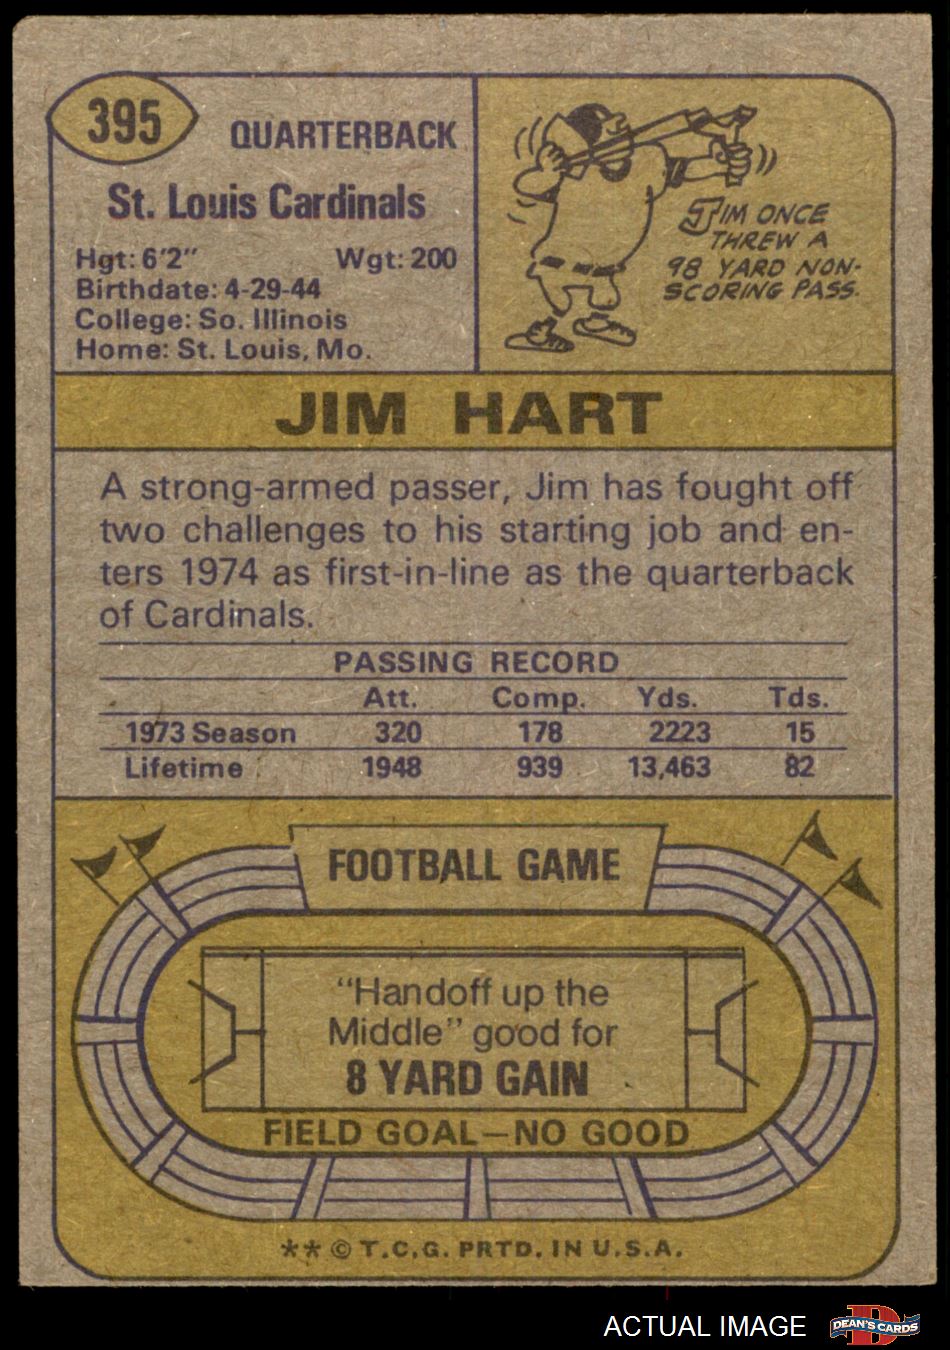 395
QUARTERBACK
St. Louis Cardinals
Hgt: 6'2" Wgt: 200
Birthdate: 4-29-44
College: So. Illinois
Home: St. Louis, Mo.
JIM ONCE
THREW A
98 YARD NON-
SCORING PASS.
JIM HART
A strong-armed passer, Jim has fought off
two challenges to his starting job and en-
ters 1974 as first-in-line as the quarterback
of Cardinals.
PASSING RECORD
Att. Comp. Yds. Tds.
1973 Season 320 178 2223 15
Lifetime 1948 939 13,463 82
FOOTBALL GAME
"Handoff up the
Middle" good for
8 YARD GAIN
FIELD GOAL—NO GOOD
** © T.C.G. PRTD. IN U.S.A.
ACTUAL IMAGE
D
DEAN'S CARDS